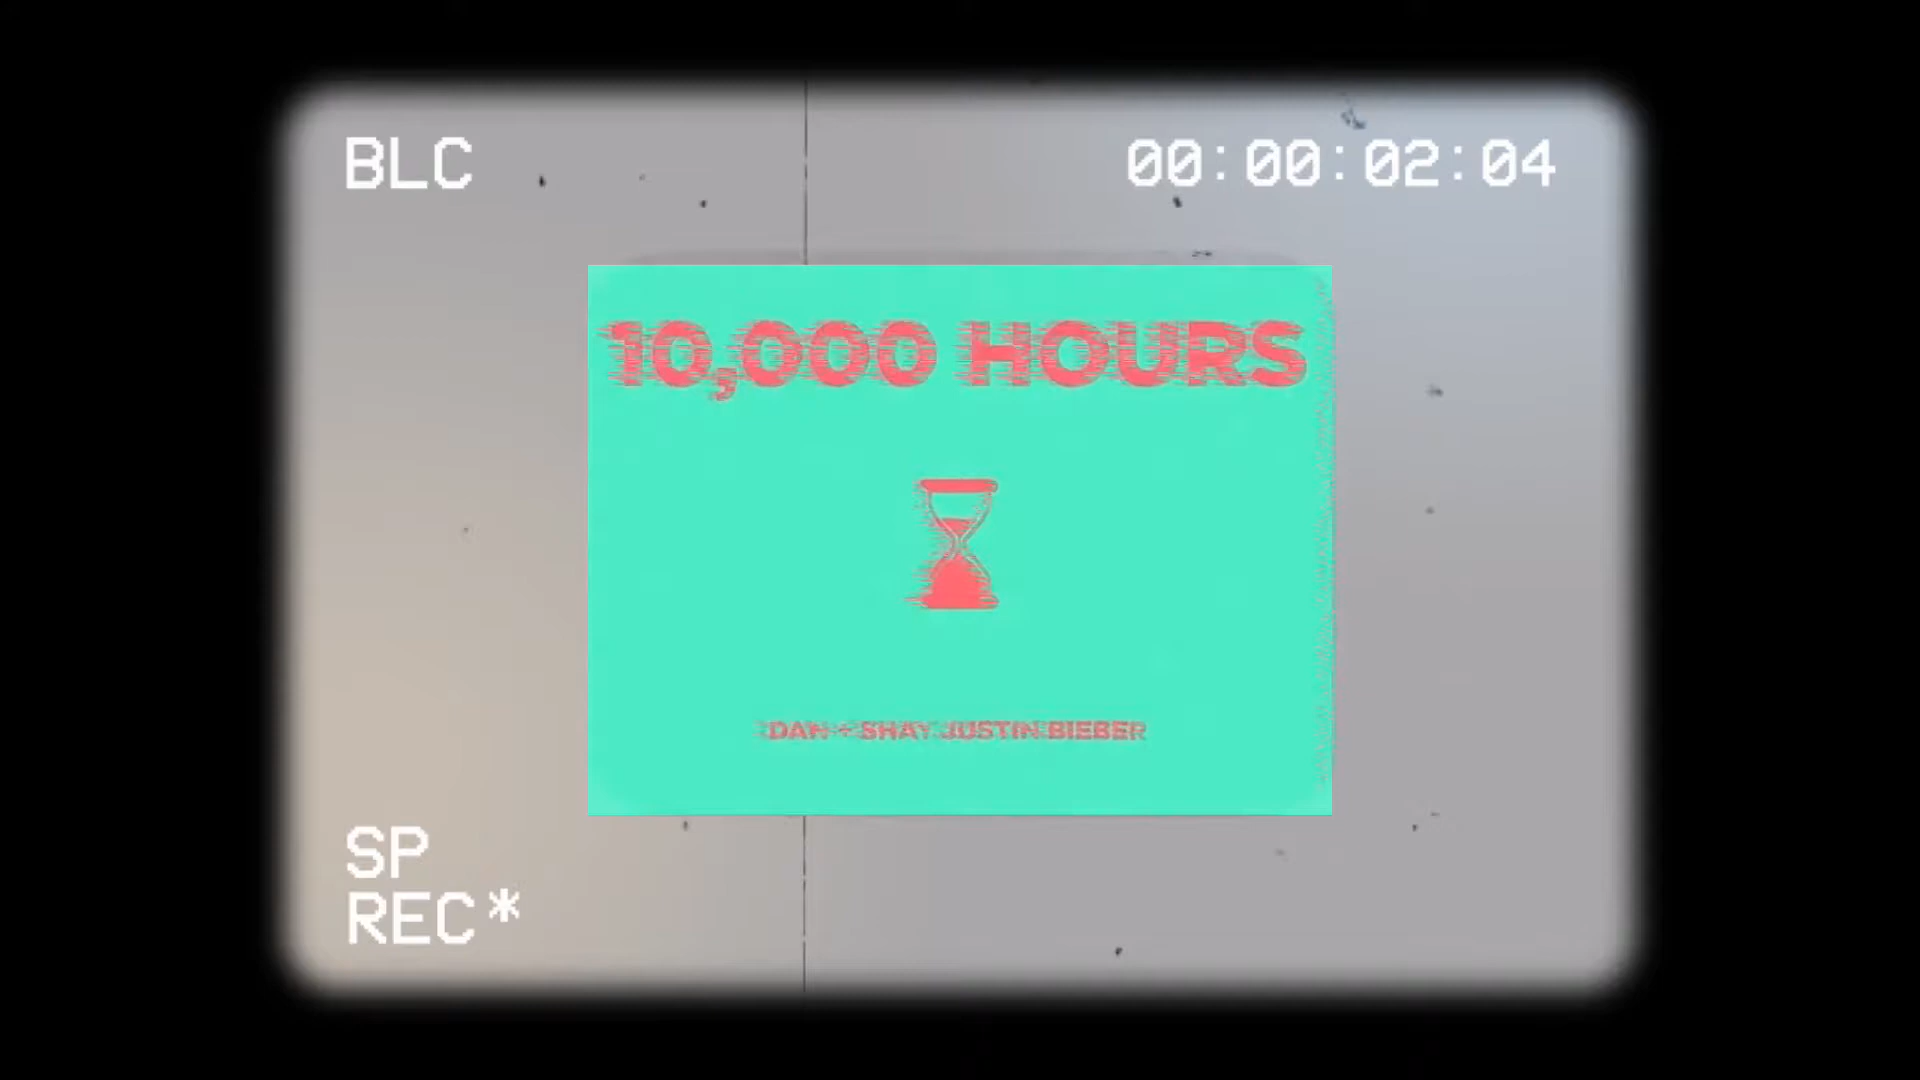 BLC
00:00:02:04
10,000 HOURS
DAN + SHAY JUSTIN BIEBER
SP
REC*